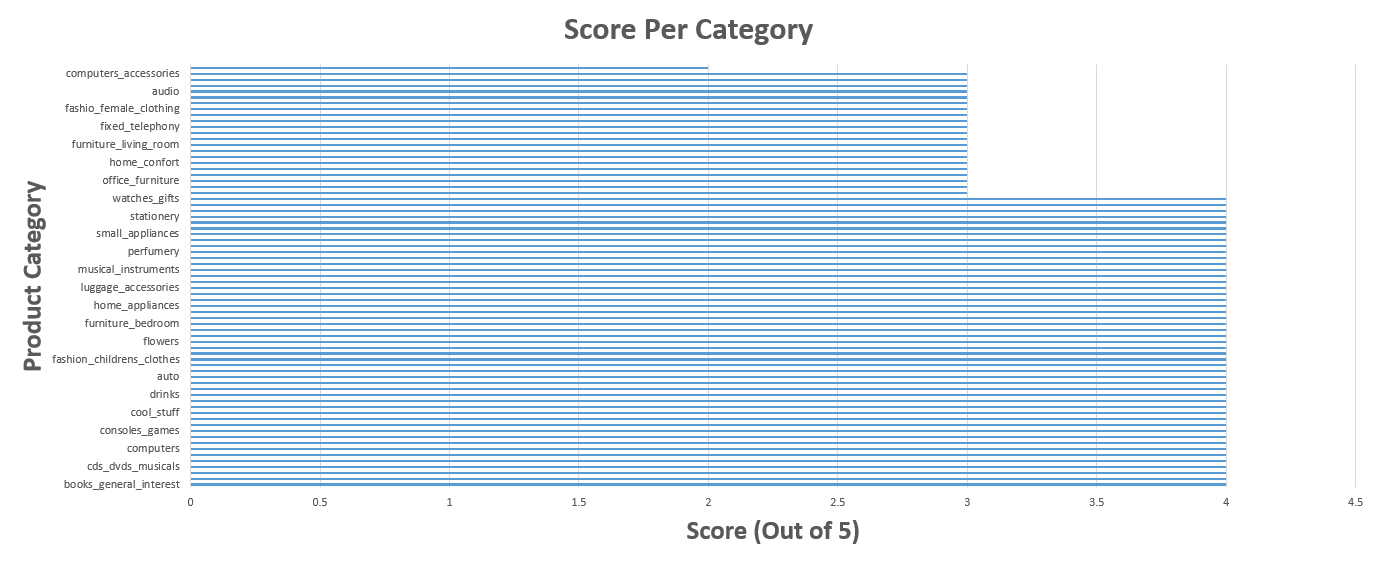 Score Per Category
Product Category
computers_accessories
audio
fashio_female_clothing
fixed_telephony
furniture_living_room
home_confort
office_furniture
watches_gifts
stationery
small_appliances
perfumery
musical_instruments
luggage_accessories
home_appliances
furniture_bedroom
flowers
fashion_childrens_clothes
auto
drinks
cool_stuff
consoles_games
computers
cds_dvds_musicals
books_general_interest
0 0.5 1 1.5 2 2.5 3 3.5 4 4.5
Score (Out of 5)